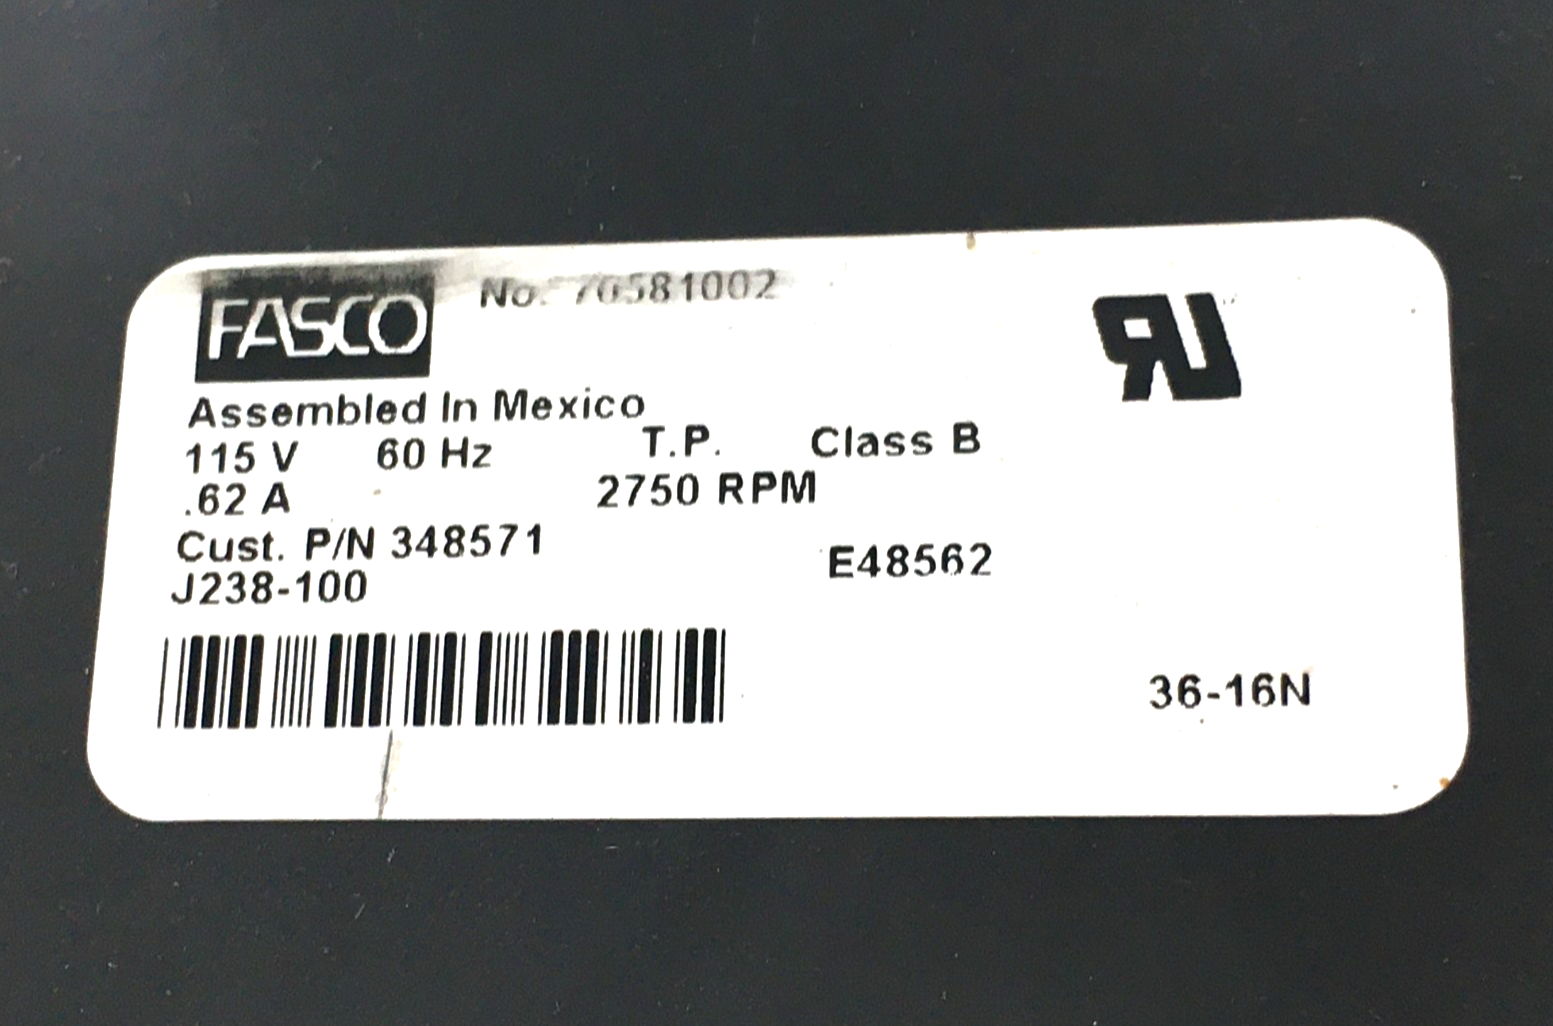 FASCO
No. 70581002
Assembled In Mexico
115 V 60 Hz T.P. Class B
.62 A 2750 RPM
Cust. P/N 348571
J238-100 E48562
36-16N